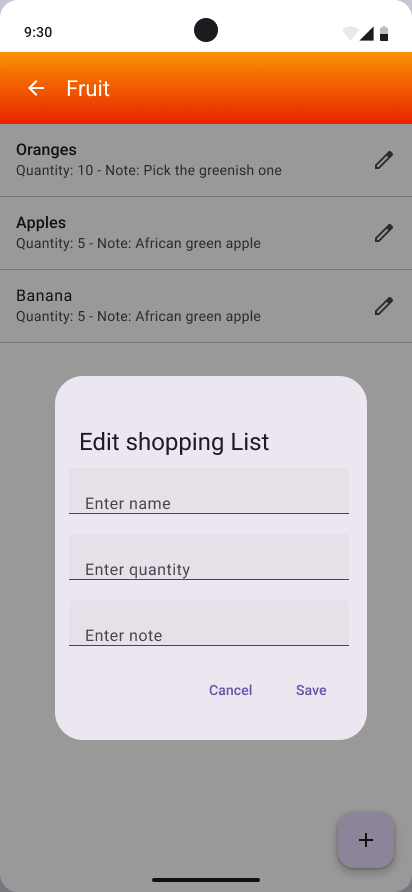 9:30
Fruit
Oranges
Quantity: 10 - Note: Pick the greenish one
Apples
Quantity: 5 - Note: African green apple
Banana
Quantity: 5 - Note: African green apple
Edit shopping List
Enter name
Enter quantity
Enter note
Cancel Save